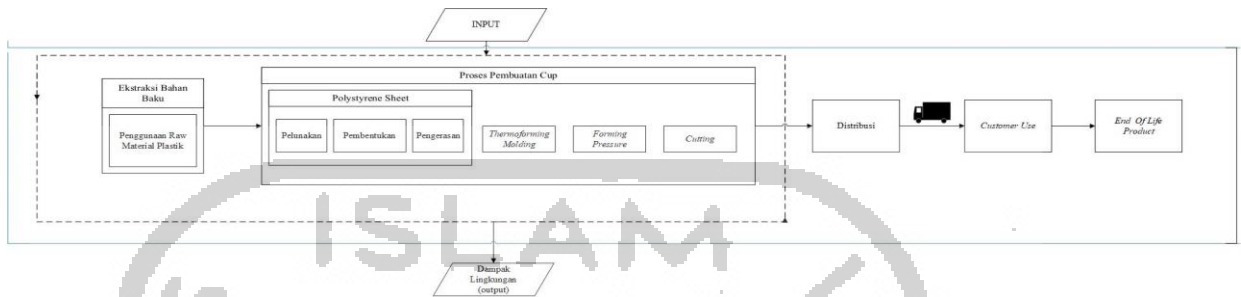 INPUT
Proses Pembuatan Cup
Ekstraksi Bahan
Baku
Penggunaan Raw
Material Plastik
Polystyrene Sheet
Pelunakan
Pembentukan
Pengerasan
Thermoforming
Molding
Forming
Pressure
Cutting
Distribusi
Customer Use
End Of Life
Product
ISLAM
Dampak
Lingkungan
(output)